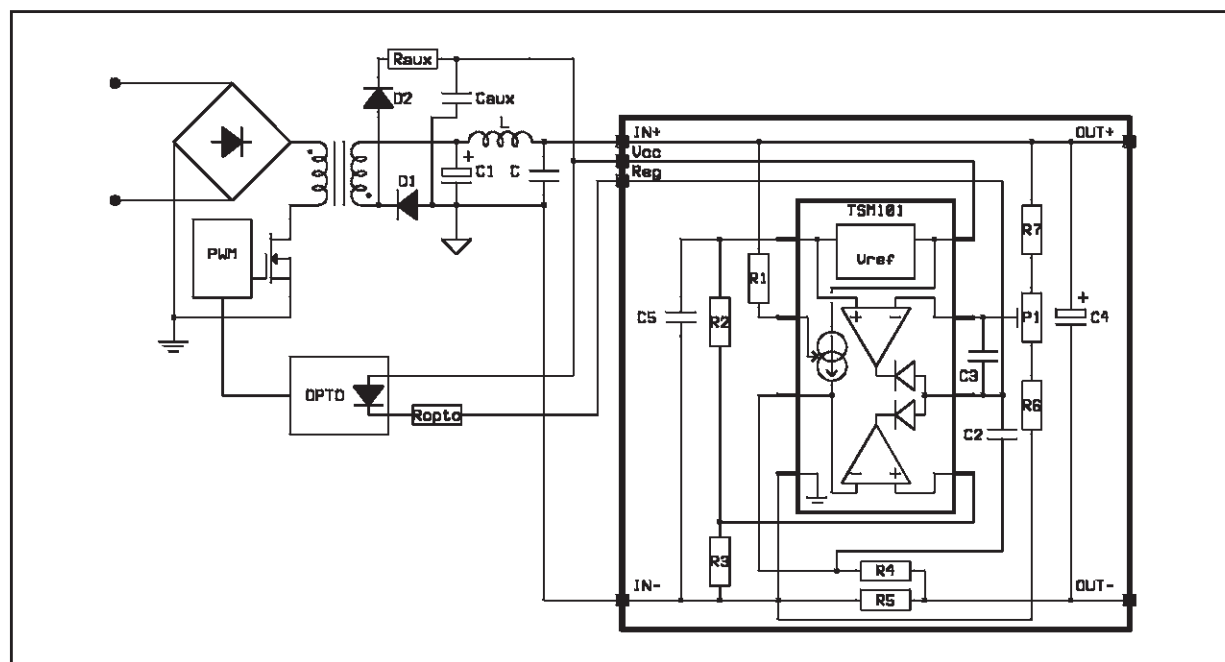 Raux
D2
Caux
L
IN+
OUT+
Vcc
Reg
C1
C
D1
TSM101
PWM
Vref
R7
R1
+
-
C5
R2
P1
+
C4
C3
OPTO
R6
Ropto
C2
-
+
R3
R4
IN-
OUT-
R5
+